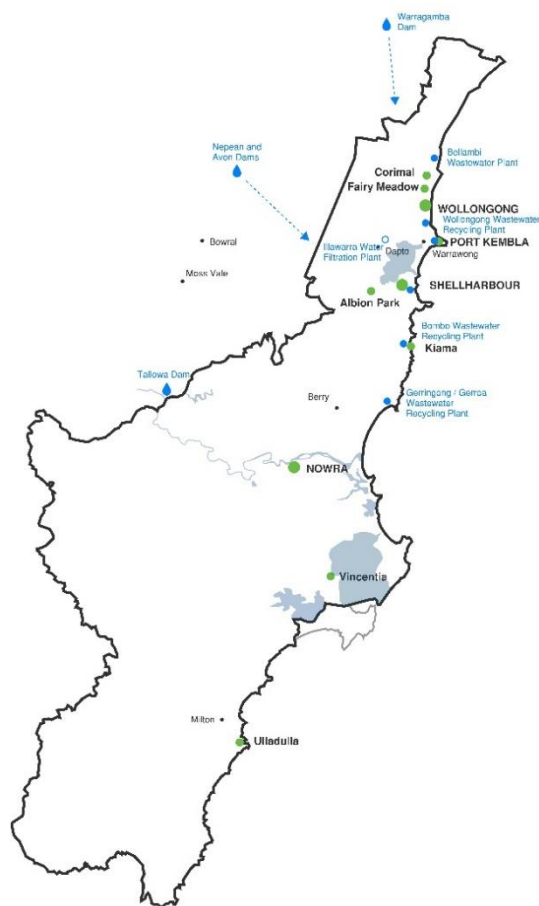 Warragamba
Dam
Nepean and
Avon Dams
Bellambi
Wastewater Plant
Corimal
Fairy Meadow
WOLLONGONG
Wollongong Wastewater
Recycling Plant
PORT KEMBLA
Warrawong
Illawarra Water
Filtration Plant
Dapto
Bowral
Moss Vale
SHELLHARBOUR
Albion Park
Bombo Wastewater
Recycling Plant
Kiama
Tallowa Dam
Berry
Gerringong / Gerroa
Wastewater
Recycling Plant
NOWRA
Vincentia
Milton
Ulladulla